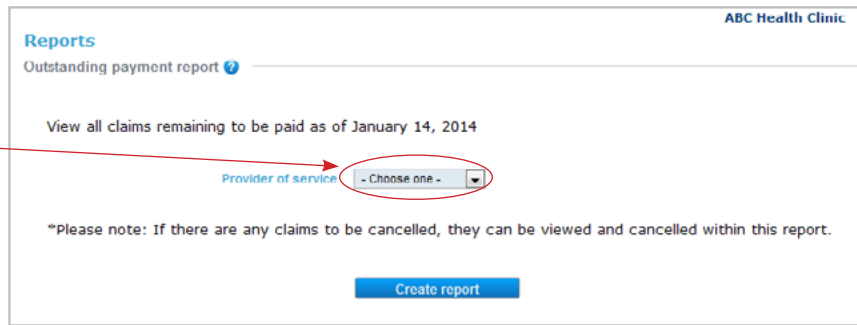 ABC Health Clinic
Reports
Outstanding payment report ?
View all claims remaining to be paid as of January 14, 2014
Provider of service - Choose one -
*Please note: If there are any claims to be cancelled, they can be viewed and cancelled within this report.
Create report